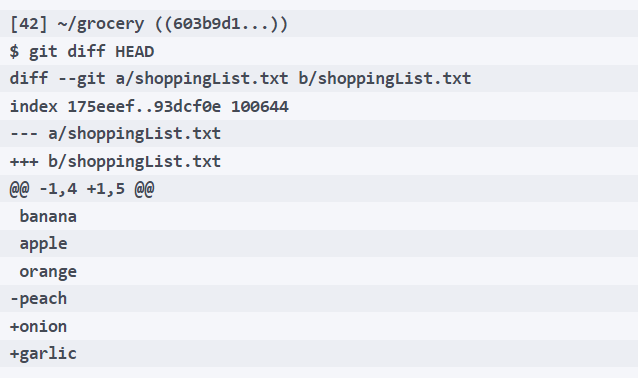 [42] ~/grocery ((603b9d1...))
$ git diff HEAD
diff --git a/shoppingList.txt b/shoppingList.txt
index 175eeef..93dcf0e 100644
--- a/shoppingList.txt
+++ b/shoppingList.txt
@@ -1,4 +1,5 @@
 banana
 apple
 orange
-peach
+onion
+garlic